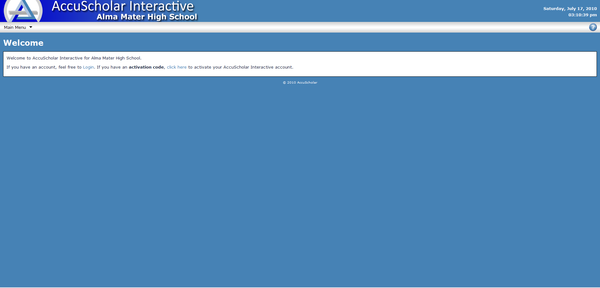 AccuScholar Interactive
Alma Mater High School
Saturday, July 17, 2010
03:10:39 pm
Main Menu
?
Welcome
Welcome to AccuScholar Interactive for Alma Mater High School.
If you have an account, feel free to Login. If you have an activation code, click here to activate your AccuScholar Interactive account.
© 2010 AccuScholar